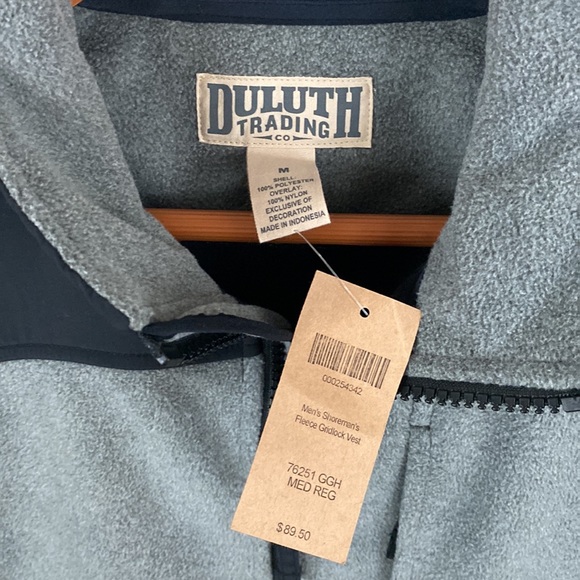 DULUTH
TRADING
CO
M
SHELL:
100% POLYESTER
OVERLAY:
100% NYLON
EXCLUSIVE OF
DECORATION
MADE IN INDONESIA
000254342
Men's Shoremen's
Fleece Gridlock Vest
76251 GGH
MED REG
$89.50